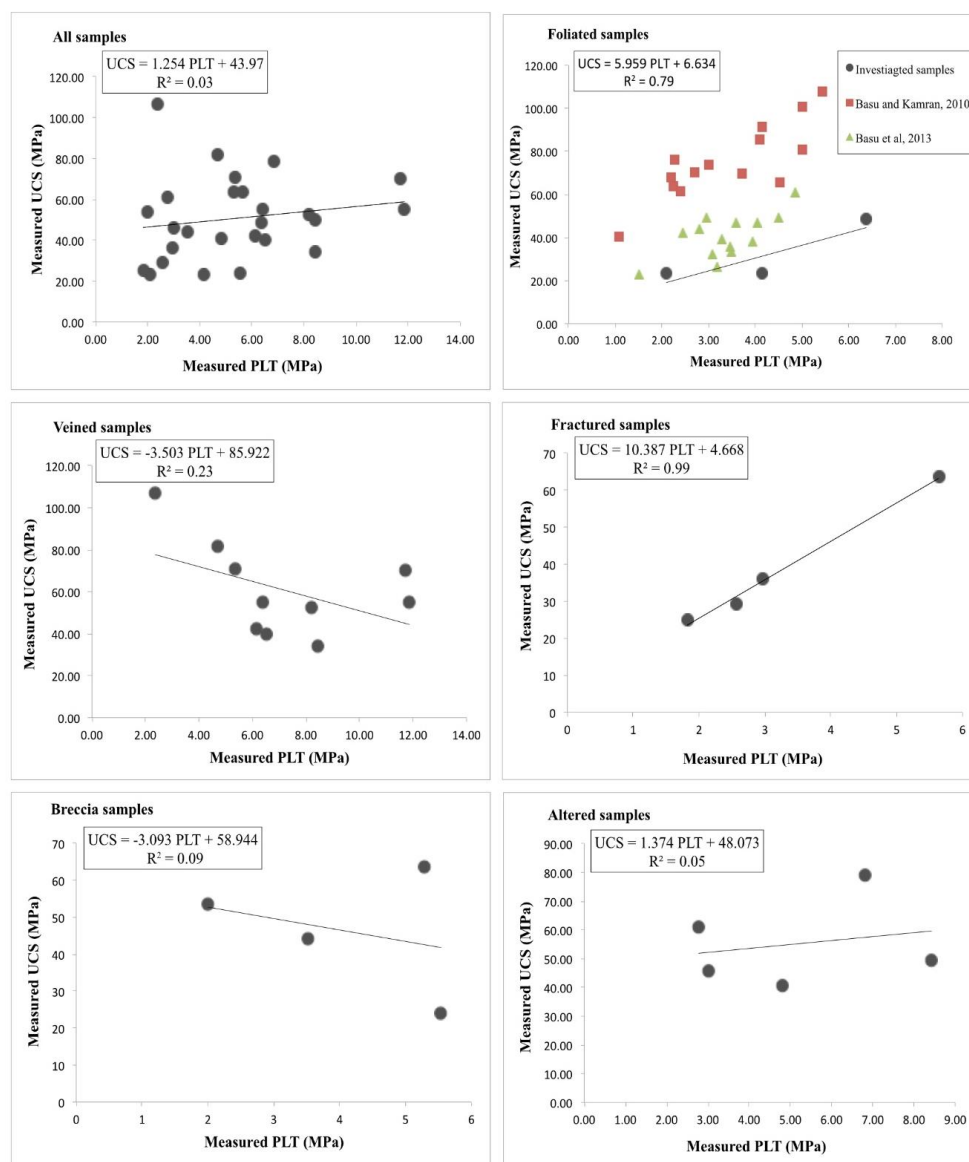 All samples
UCS = 1.254 PLT + 43.97
R² = 0.03
120.00
100.00
80.00
60.00
40.00
20.00
0.00
Measured UCS (MPa)
0.00 2.00 4.00 6.00 8.00 10.00 12.00 14.00
Measured PLT (MPa)
Foliated samples
UCS = 5.959 PLT + 6.634
R² = 0.79
Investiagted samples
Basu and Kamran, 2010
Basu et al, 2013
120.00
100.00
80.00
60.00
40.00
20.00
0.00
Measured UCS (MPa)
0.00 1.00 2.00 3.00 4.00 5.00 6.00 7.00 8.00
Measured PLT (MPa)
Veined samples
UCS = -3.503 PLT + 85.922
R² = 0.23
120.00
100.00
80.00
60.00
40.00
20.00
0.00
Measured UCS (MPa)
0.00 2.00 4.00 6.00 8.00 10.00 12.00 14.00
Measured PLT (MPa)
Fractured samples
UCS = 10.387 PLT + 4.668
R² = 0.99
70
60
50
40
30
20
10
0
Measured UCS (MPa)
0 1 2 3 4 5 6
Measured PLT (MPa)
Breccia samples
UCS = -3.093 PLT + 58.944
R² = 0.09
70
60
50
40
30
20
10
0
Measured UCS (MPa)
0 1 2 3 4 5 6
Measured PLT (MPa)
Altered samples
UCS = 1.374 PLT + 48.073
R² = 0.05
90.00
80.00
70.00
60.00
50.00
40.00
30.00
20.00
10.00
0.00
Measured UCS (MPa)
0.00 1.00 2.00 3.00 4.00 5.00 6.00 7.00 8.00 9.00
Measured PLT (MPa)